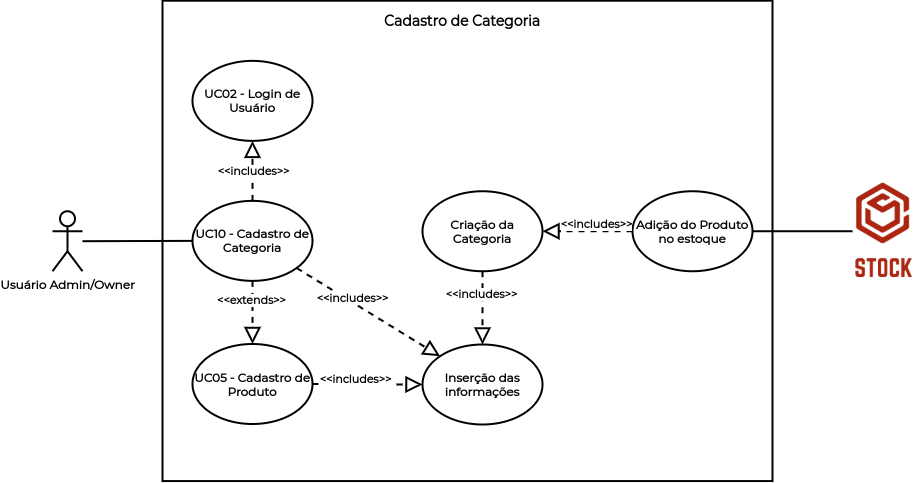 Cadastro de Categoria
UC02 - Login de
Usuário
<<includes>>
UC10 - Cadastro de
Categoria
Usuário Admin/Owner
<<extends>>
<<includes>>
UC05 - Cadastro de
Produto
<<includes>>
Criação da
Categoria
<<includes>>
Adição do Produto
no estoque
<<includes>>
Inserção das
informações
STOCK